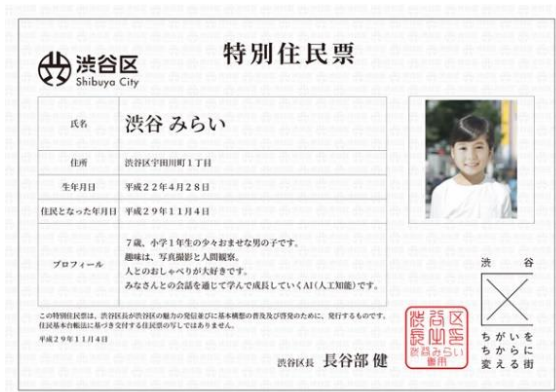 渋谷区
Shibuya City
特別住民票
氏名 渋谷 みらい
住所 渋谷区宇田川町1丁目
生年月日 平成22年4月28日
住民となった年月日 平成29年11月4日
プロフィール
7歳、小学1年生の少々おませな男の子です。
趣味は、写真撮影と人間観察。
人とのおしゃべりが大好きです。
みなさんとの会話を通じて学んで成長していくAI(人工知能)です。
この特別住民票は、渋谷区長が渋谷区の魅力の発信並びに基本構想の普及及び啓発のために、発行するものです。
住民基本台帳法に基づき交付する住民票の写しではありません。
平成29年11月4日
渋谷区長 長谷部 健
渋谷みらい
専用
渋 谷
ちがいを
ちからに
変える街